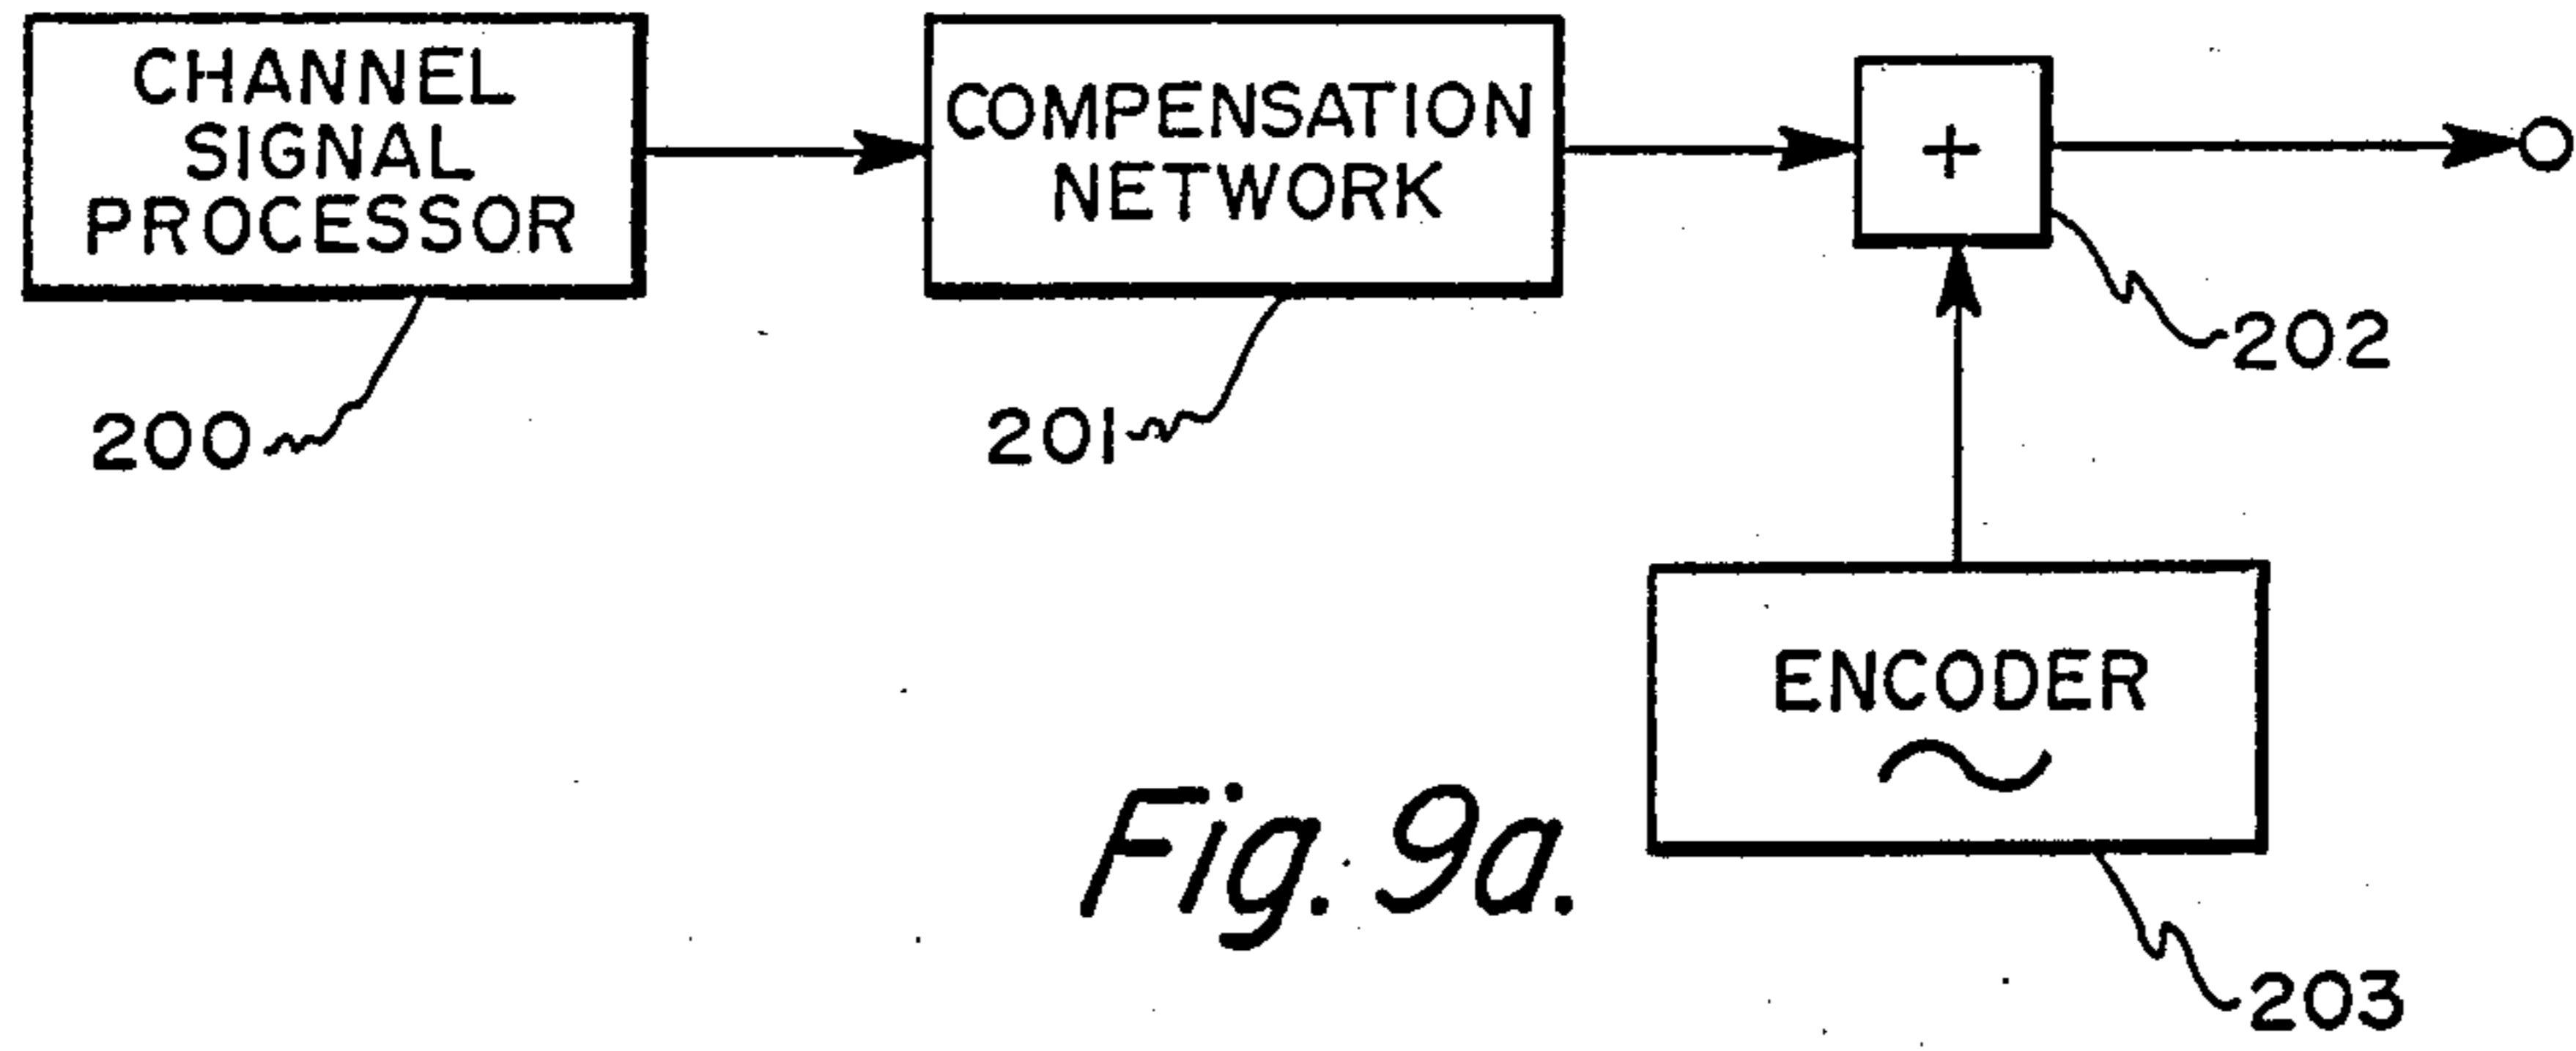 CHANNEL
SIGNAL
PROCESSOR
COMPENSATION
NETWORK
+
200
201
202
ENCODER
203
Fig. 9a.